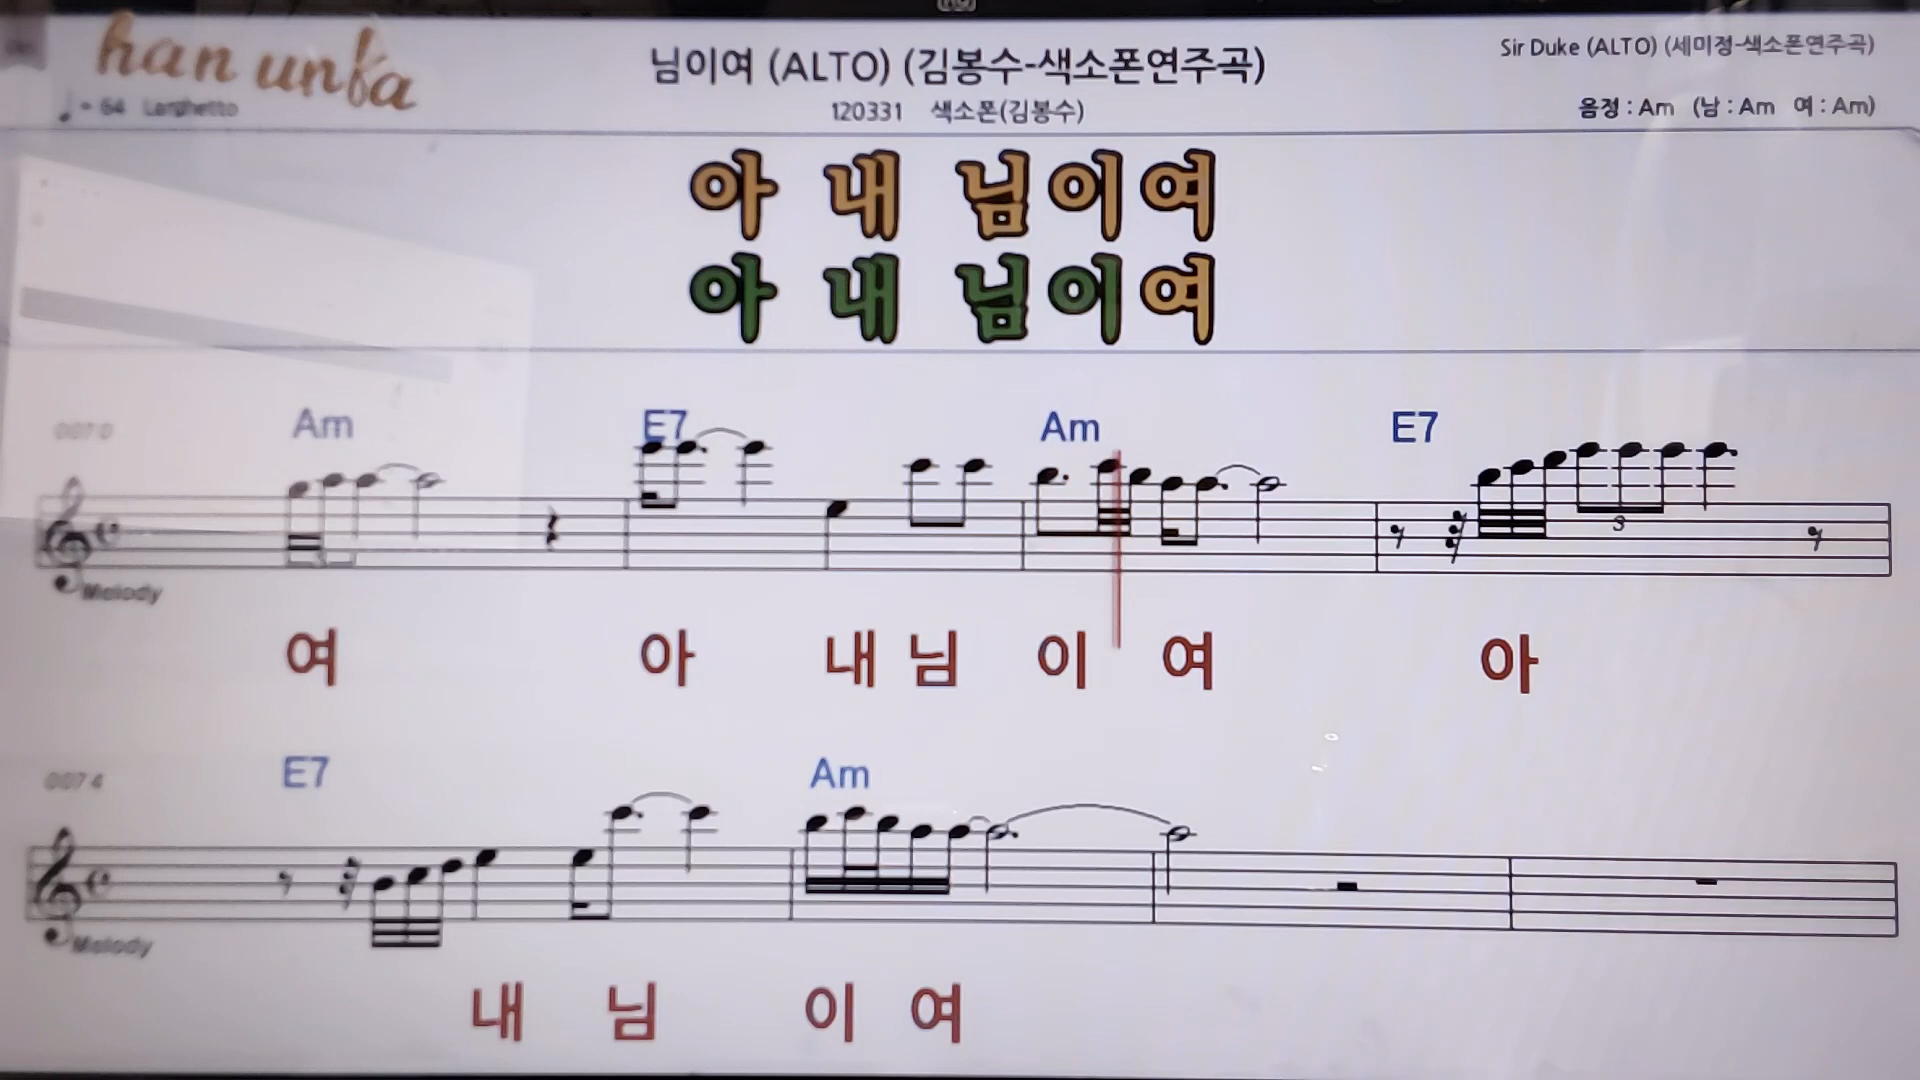 han unfa
님이여 (ALTO) (김봉수-색소폰연주곡)
Sir Duke (ALTO) (세미정-색소폰연주곡)
♩ = 64 Larghetto
120331 색소폰(김봉수)
음정 : Am (남 : Am 여 : Am)
아 내 님이여
아 내 님이여
0070 Am E7 Am E7
3
Melody
여 아 내 님 이 여 아
0074 E7 Am
Melody
내 님 이 여